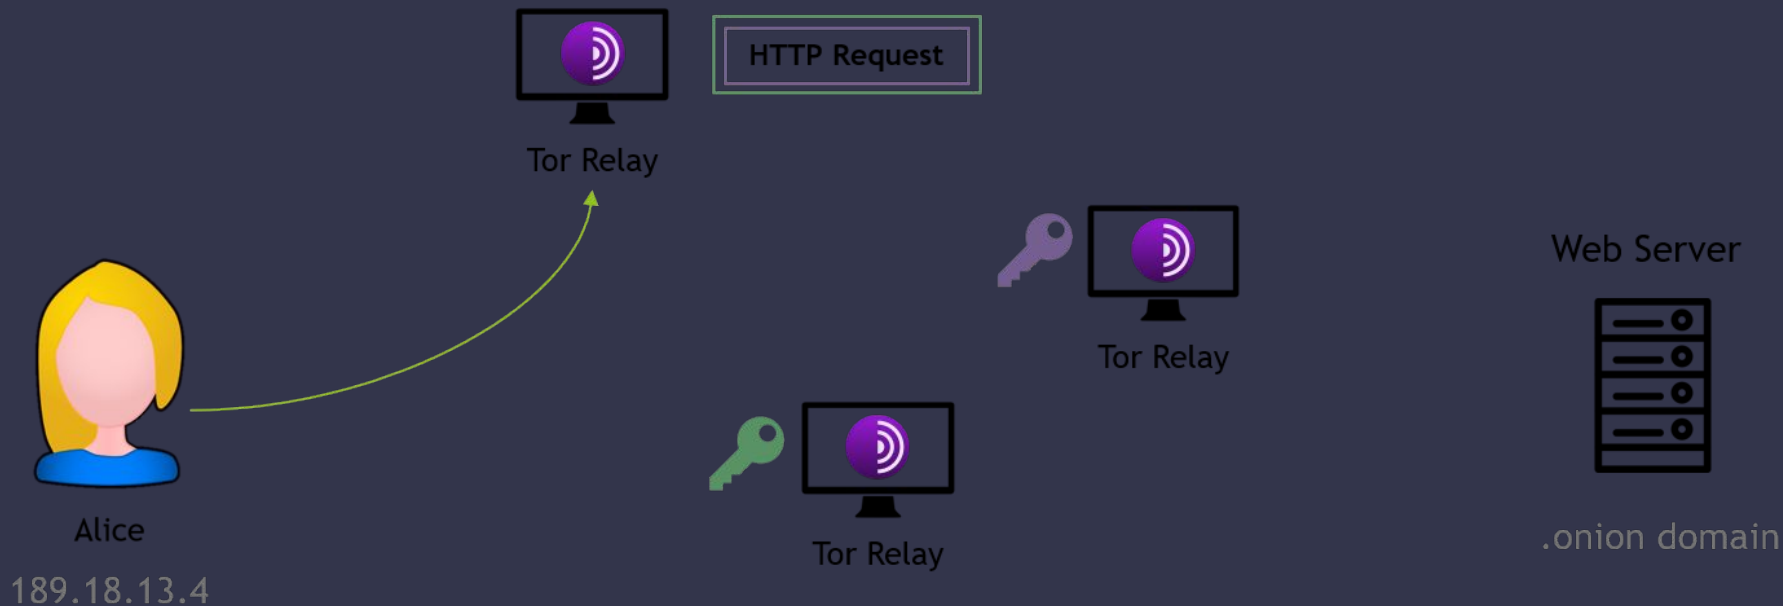 HTTP Request
Tor Relay
Web Server
Tor Relay
Alice
Tor Relay
.onion domain
189.18.13.4